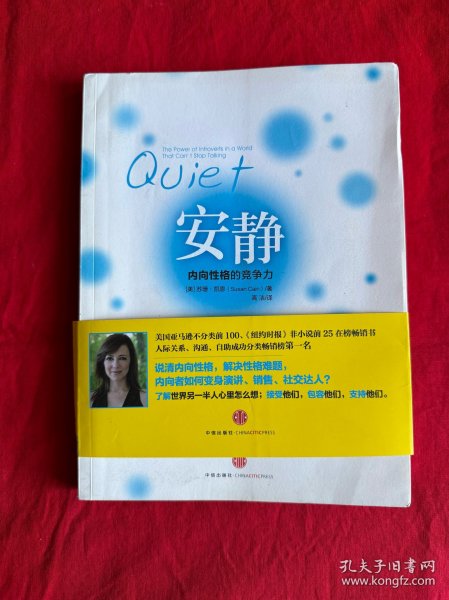 The Power of Introverts in a World
That Can't Stop Talking
Quiet
安静
内向性格的竞争力
[美]苏珊·凯恩（Susan Cain）/著
高洁/译
美国亚马逊不分类前100、《纽约时报》非小说前25在榜畅销书
人际关系、沟通、自助成功分类畅销榜第一名
说清内向性格，解决性格难题，
内向者如何变身演讲、销售、社交达人？
了解世界另一半人心里怎么想；接受他们，包容他们，支持他们。
中信出版社·CHINACITICPRESS
中信出版社·CHINACITICPRESS
孔夫子旧书网
www.kongfz.com